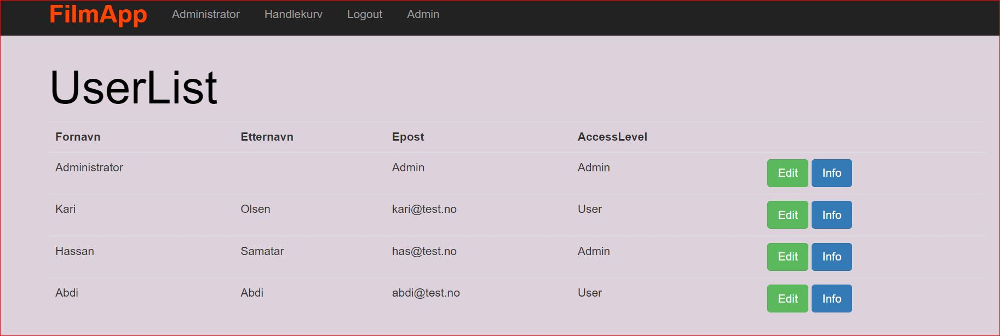 FilmApp Administrator Handlekurv Logout Admin
UserList
Fornavn Etternavn Epost AccessLevel
Administrator Admin Admin Edit Info
Kari Olsen kari@test.no User Edit Info
Hassan Samatar has@test.no Admin Edit Info
Abdi Abdi abdi@test.no User Edit Info